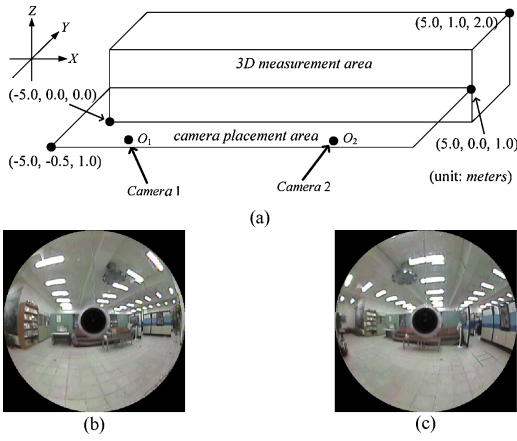 Z
Y
X
(5.0, 1.0, 2.0)
3D measurement area
(-5.0, 0.0, 0.0)
camera placement area
O1
O2
(5.0, 0.0, 1.0)
(-5.0, -0.5, 1.0)
Camera 1
Camera 2
(unit: meters)
(a)
(b)
(c)